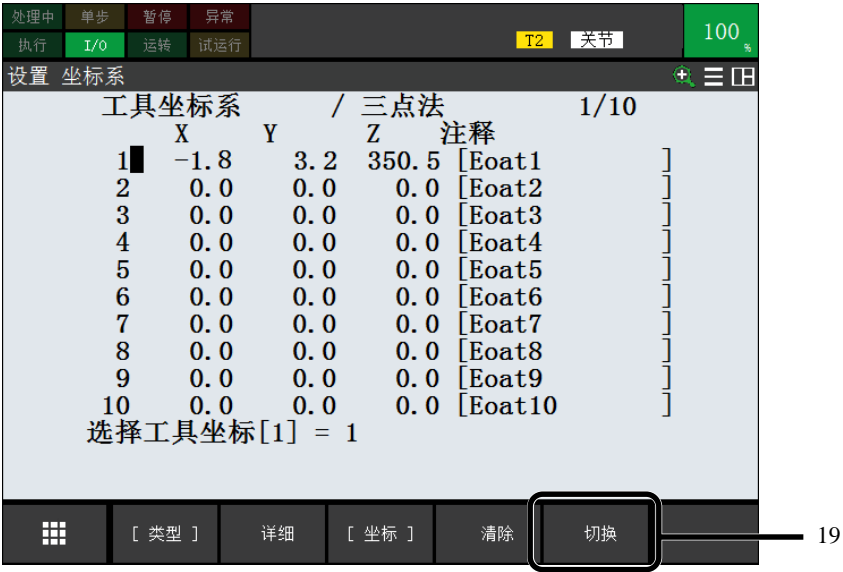 处理中 单步 暂停 异常
执行 I/O 运转 试运行 T2 关节 100 %
设置 坐标系
工具坐标系 / 三点法 1/10
X Y Z 注释
1 -1.8 3.2 350.5 [Eoat1 ]
2 0.0 0.0 0.0 [Eoat2 ]
3 0.0 0.0 0.0 [Eoat3 ]
4 0.0 0.0 0.0 [Eoat4 ]
5 0.0 0.0 0.0 [Eoat5 ]
6 0.0 0.0 0.0 [Eoat6 ]
7 0.0 0.0 0.0 [Eoat7 ]
8 0.0 0.0 0.0 [Eoat8 ]
9 0.0 0.0 0.0 [Eoat9 ]
10 0.0 0.0 0.0 [Eoat10 ]
选择工具坐标[1] = 1
[ 类型 ] 详细 [ 坐标 ] 清除 切换 19